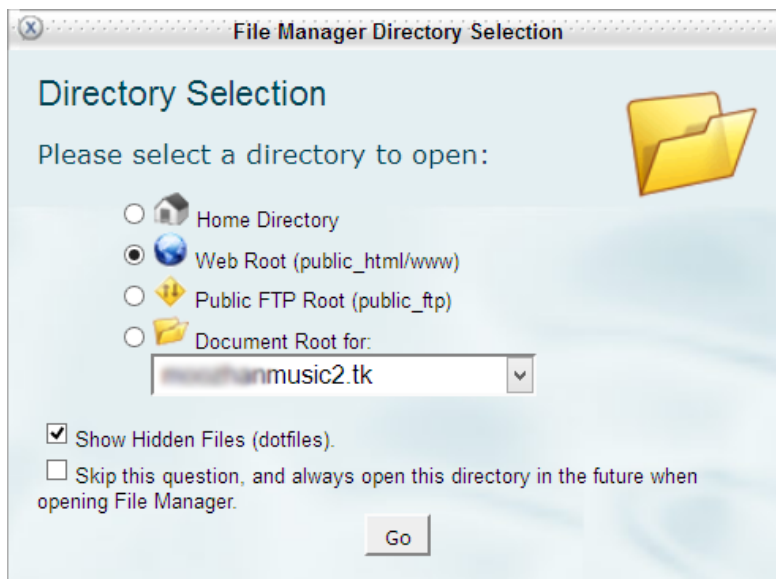 File Manager Directory Selection
Directory Selection
Please select a directory to open:
Home Directory
Web Root (public_html/www)
Public FTP Root (public_ftp)
Document Root for:
music2.tk
Show Hidden Files (dotfiles).
Skip this question, and always open this directory in the future when
opening File Manager.
Go